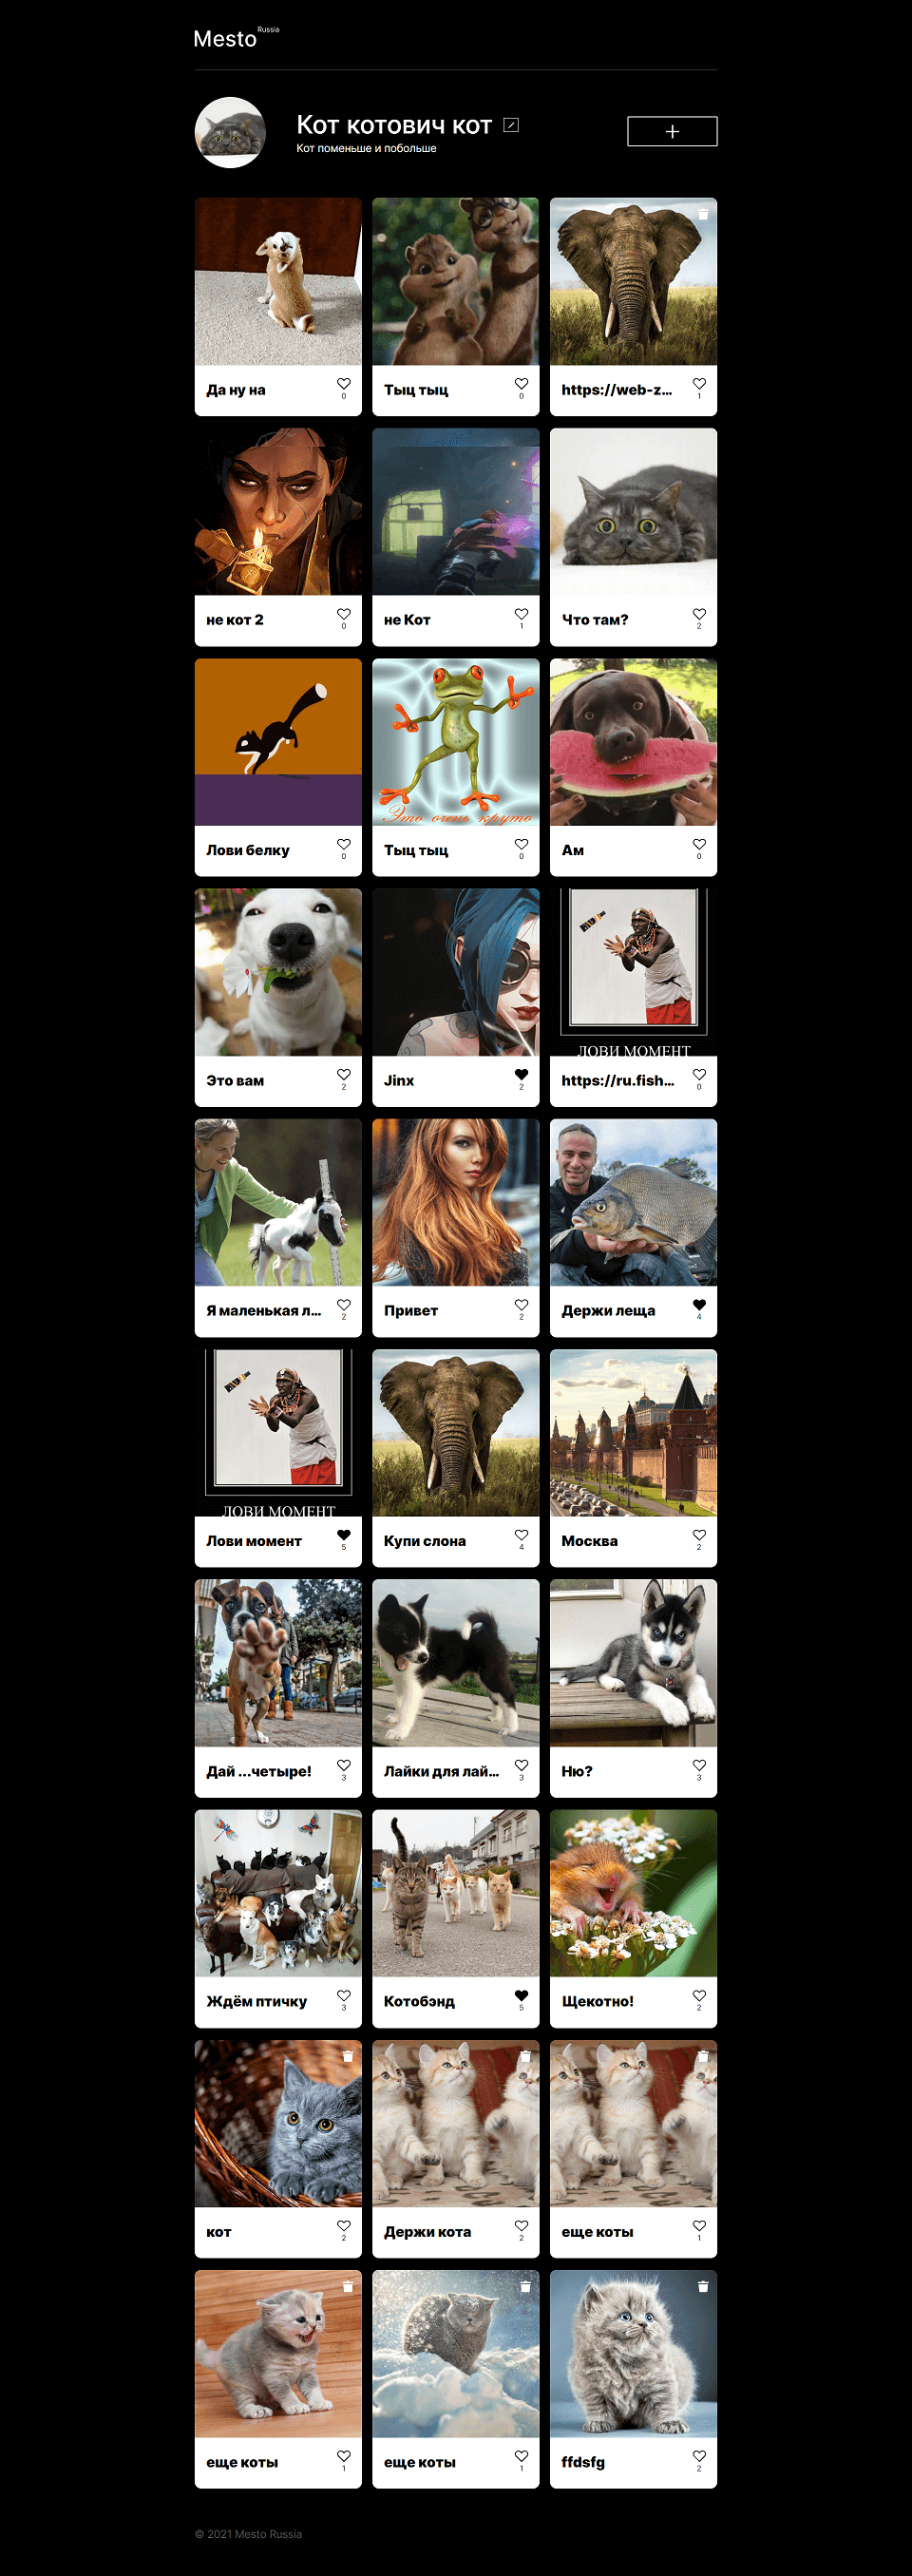 Mesto Russia
Кот котович кот
Кот поменьше и побольше
Да ну на
0
Тыц тыц
0
https://web-z...
1
не кот 2
0
не Кот
1
Что там?
2
Лови белку
0
Это очень круто
Тыц тыц
0
Ам
0
Это вам
2
Jinx
2
ЛОВИ МОМЕНТ
https://ru.fish...
0
Я маленькая л...
2
Привет
2
Держи леща
4
ЛОВИ МОМЕНТ
Лови момент
5
Купи слона
4
Москва
2
Дай ...четыре!
3
Лайки для лай...
3
Ню?
3
Ждём птичку
3
Котобэнд
5
Щекотно!
2
кот
2
Держи кота
2
еще коты
1
еще коты
1
еще коты
1
ffdsfg
2
© 2021 Mesto Russia